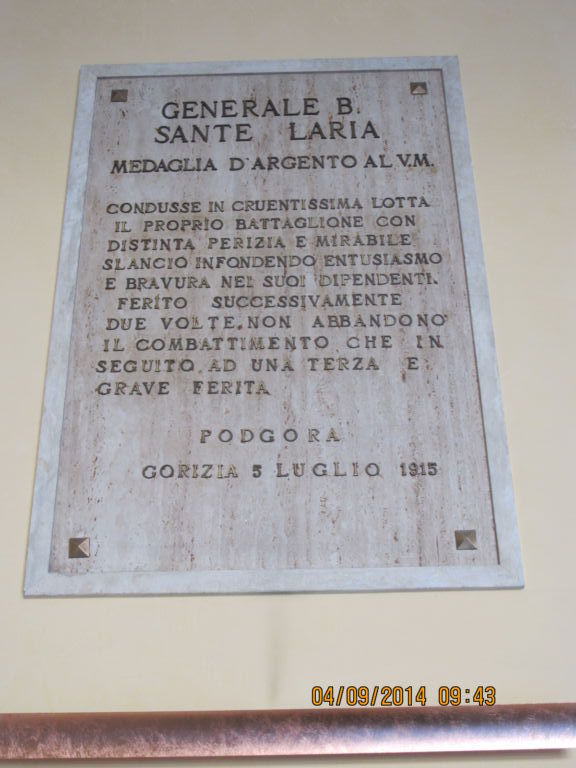 GENERALE B.
SANTE LARIA
MEDAGLIA D'ARGENTO AL V.M.
CONDUSSE IN CRUENTISSIMA LOTTA
IL PROPRIO BATTAGLIONE CON
DISTINTA PERIZIA E MIRABILE
SLANCIO INFONDENDO ENTUSIASMO
E BRAVURA NEI SUOI DIPENDENTI.
FERITO SUCCESSIVAMENTE
DUE VOLTE, NON ABBANDONO'
IL COMBATTIMENTO CHE IN
SEGUITO AD UNA TERZA E
GRAVE FERITA
PODGORA
GORIZIA 5 LUGLIO 1915
04/09/2014 09:43